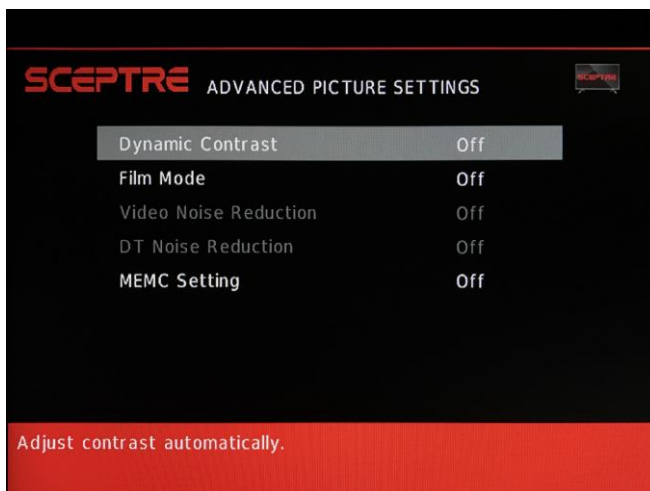 SCEPTRE ADVANCED PICTURE SETTINGS SCEPTRE
Dynamic Contrast Off
Film Mode Off
Video Noise Reduction Off
DT Noise Reduction Off
MEMC Setting Off
Adjust contrast automatically.